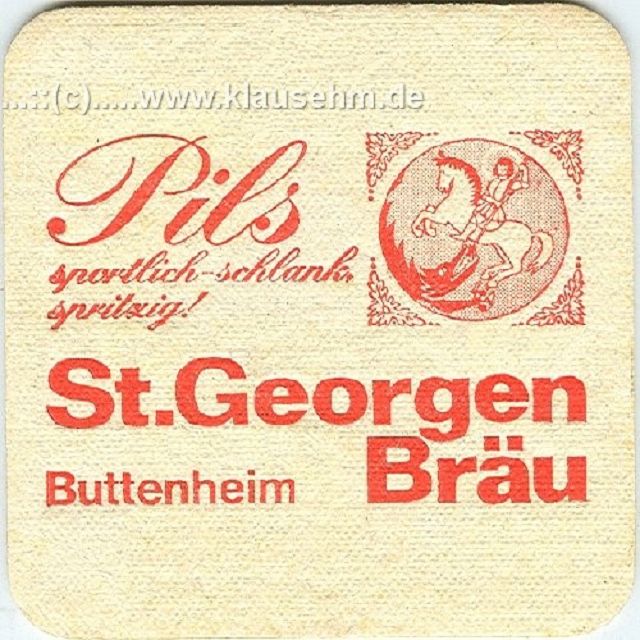 ...::(c).....www.klausehm.de
Pils
sportlich-schlank,
spritzig!
St.Georgen
Bräu
Buttenheim